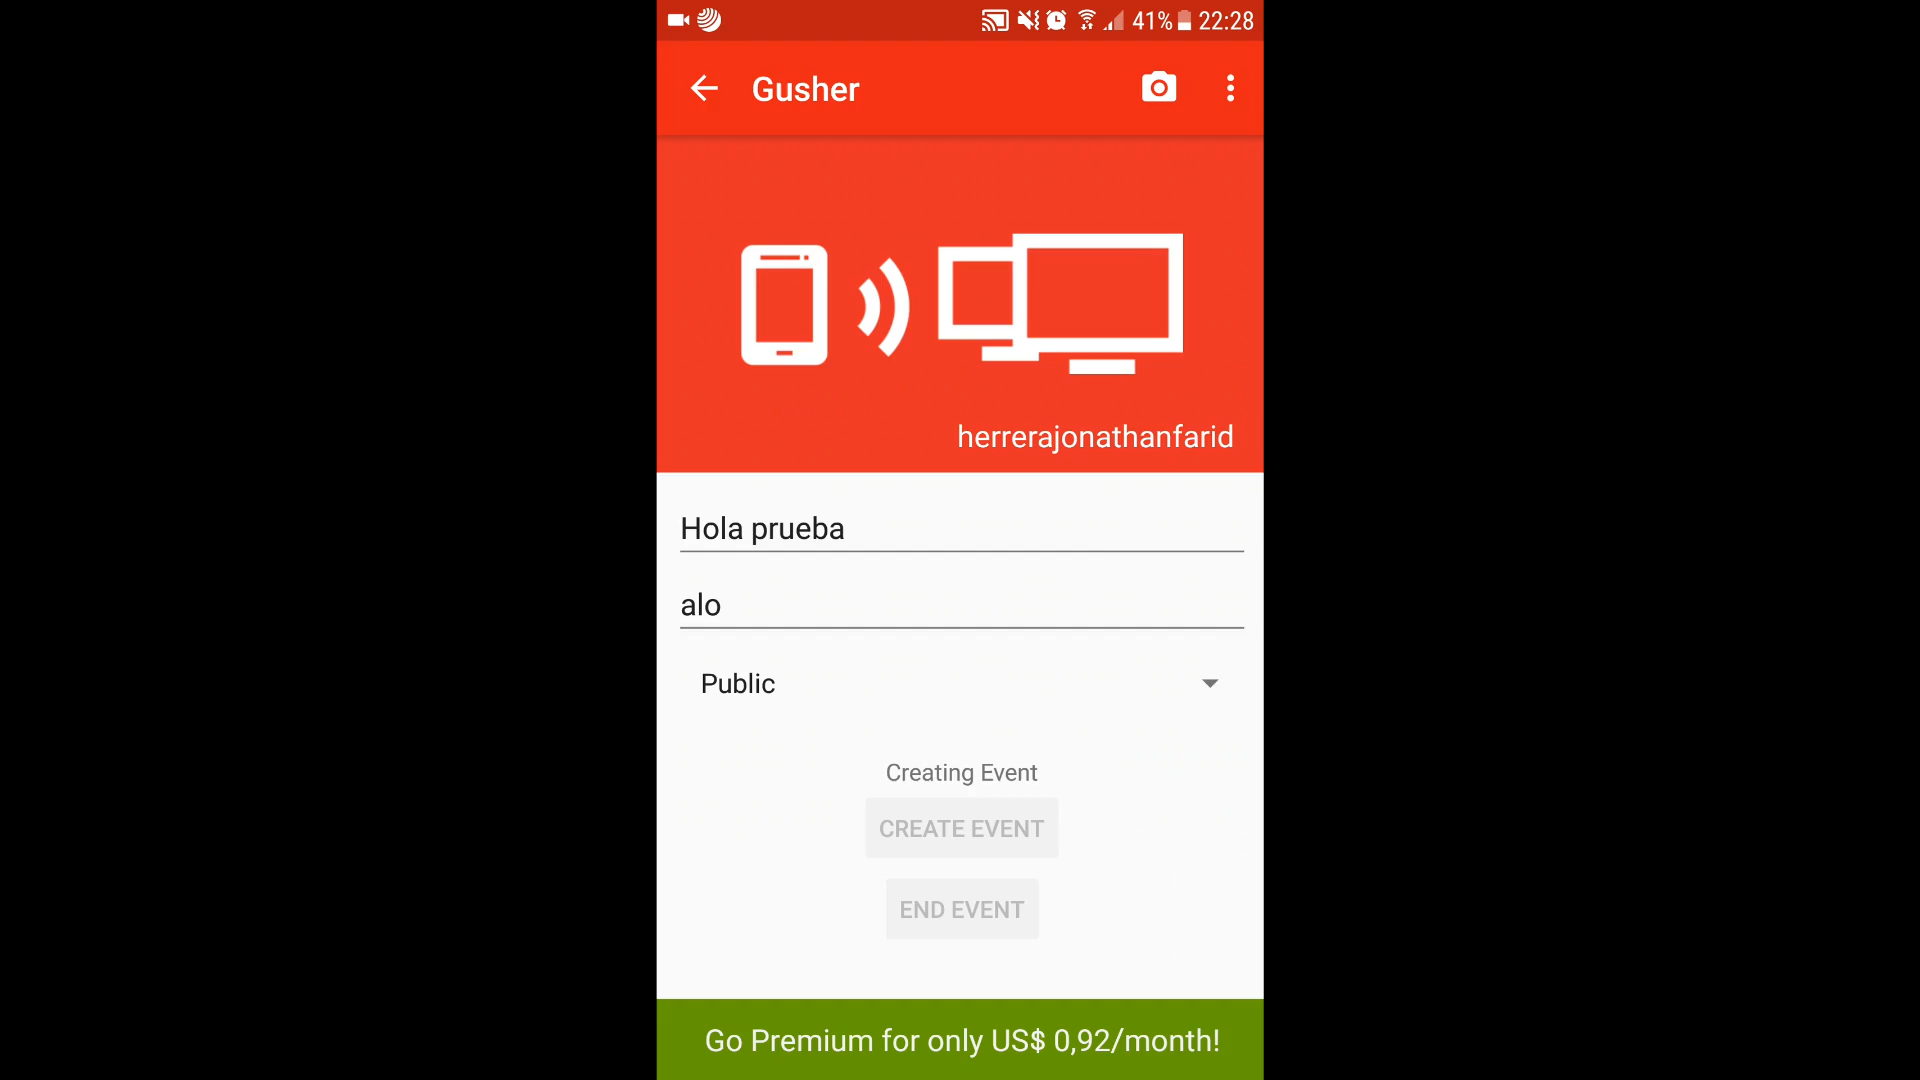 41% 22:28
Gusher
herrerajonathanfarid
Hola prueba
alo
Public
Creating Event
CREATE EVENT
END EVENT
Go Premium for only US$ 0,92/month!